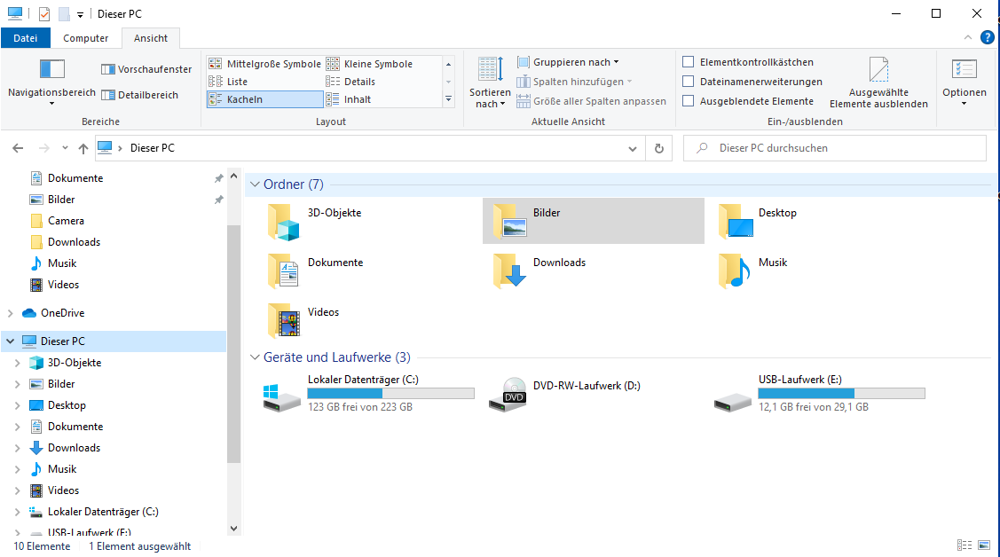 Dieser PC
Datei Computer Ansicht
Navigationsbereich
Vorschaufenster
Detailbereich
Bereiche
Mittelgroße Symbole Kleine Symbole
Liste Details
Kacheln Inhalt
Layout
Sortieren nach
Gruppieren nach
Spalten hinzufügen
Größe aller Spalten anpassen
Aktuelle Ansicht
Elementkontrollkästchen
Dateinamenerweiterungen
Ausgeblendete Elemente
Ausgewählte
Elemente ausblenden
Ein-/ausblenden
Optionen
Dieser PC
Dieser PC durchsuchen
Dokumente
Bilder
Camera
Downloads
Musik
Videos
OneDrive
Dieser PC
3D-Objekte
Bilder
Desktop
Dokumente
Downloads
Musik
Videos
Lokaler Datenträger (C:)
USB-Laufwerk (E:)
Ordner (7)
3D-Objekte
Bilder
Desktop
Dokumente
Downloads
Musik
Videos
Geräte und Laufwerke (3)
Lokaler Datenträger (C:)
123 GB frei von 223 GB
DVD
DVD-RW-Laufwerk (D:)
USB-Laufwerk (E:)
12,1 GB frei von 29,1 GB
10 Elemente 1 Element ausgewählt